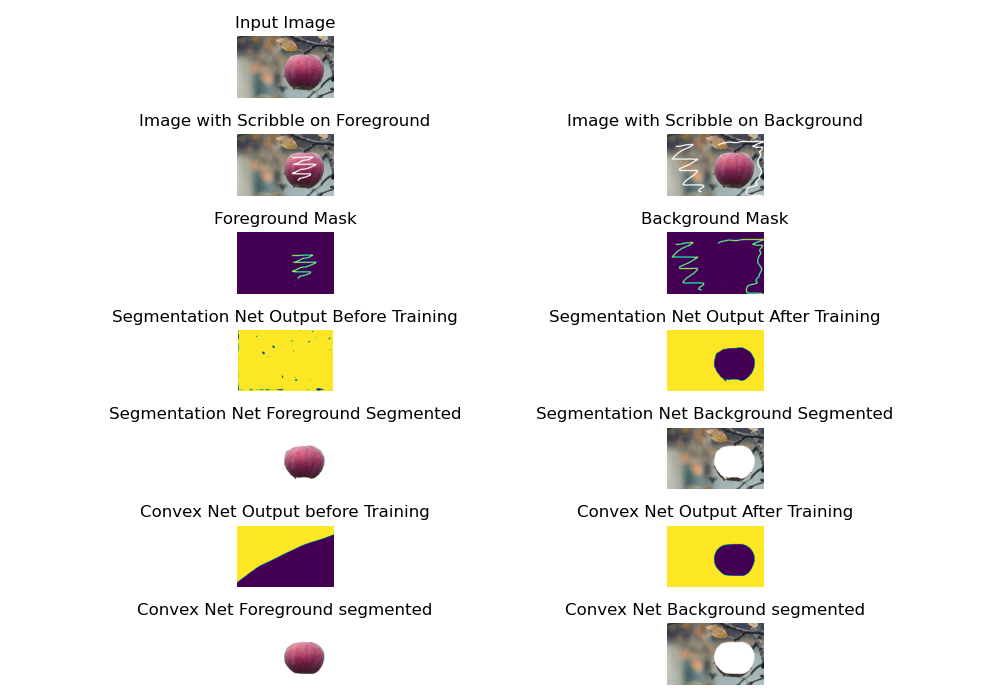 Input Image
Image with Scribble on Foreground
Image with Scribble on Background
Foreground Mask
Background Mask
Segmentation Net Output Before Training
Segmentation Net Output After Training
Segmentation Net Foreground Segmented
Segmentation Net Background Segmented
Convex Net Output before Training
Convex Net Output After Training
Convex Net Foreground segmented
Convex Net Background segmented